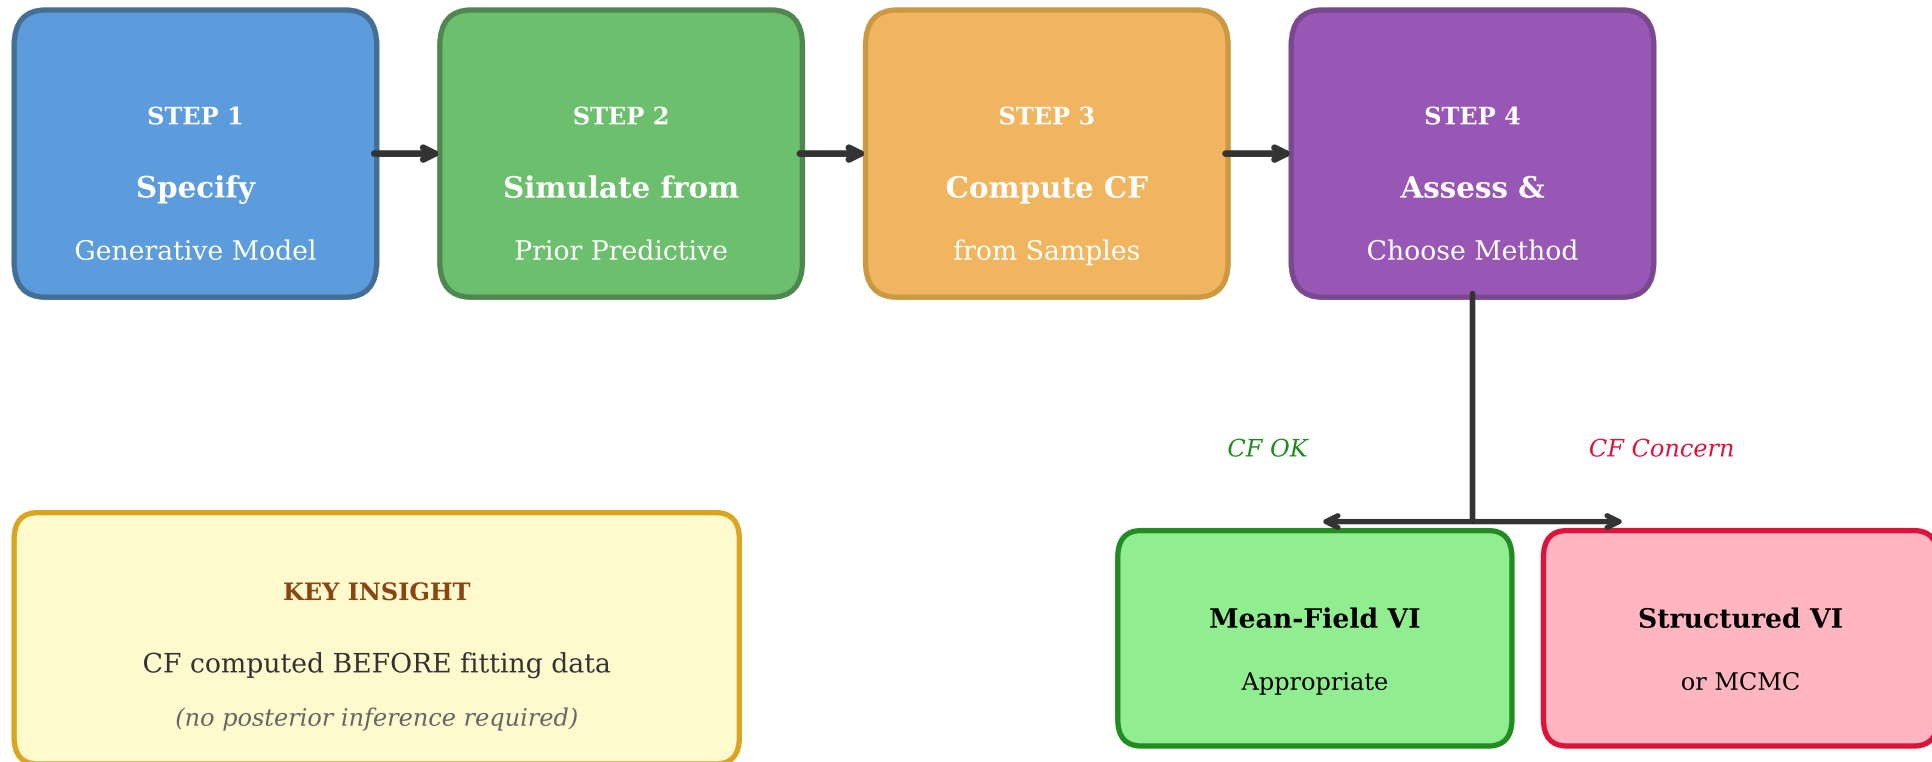 STEP 1
Specify
Generative Model
STEP 2
Simulate from
Prior Predictive
STEP 3
Compute CF
from Samples
STEP 4
Assess &
Choose Method
CF OK
CF Concern
KEY INSIGHT
CF computed BEFORE fitting data
(no posterior inference required)
Mean-Field VI
Appropriate
Structured VI
or MCMC